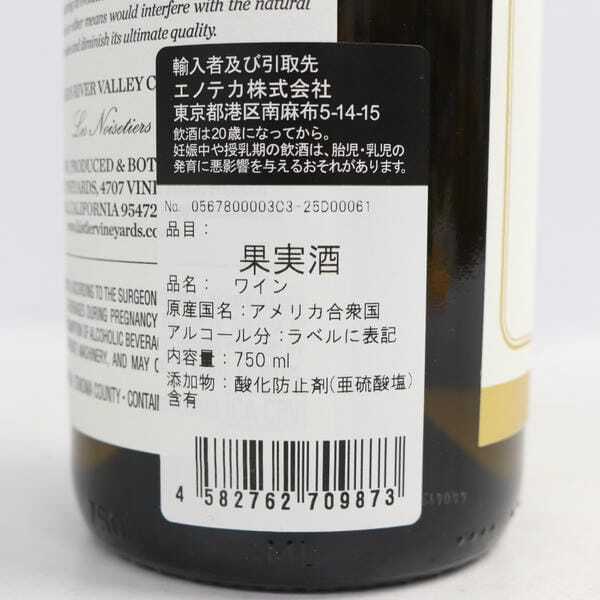 other means would interfere with the natural
and diminish its ultimate quality.
RIVER VALLEY
Les Noisetiers
PRODUCED & BOT
4707 VINE
CALIFORNIA 95472
ACCORDING TO THE SURGEON
DURING PREGNANCY
OF ALCOHOLIC BEVERA
MACHINERY, AND MAY
COUNTY - CONTAIN
輸入者及び引取先
エノテカ株式会社
東京都港区南麻布5-14-15
飲酒は20歳になってから。
妊娠中や授乳期の飲酒は、胎児・乳児の
発育に悪影響を与えるおそれがあります。
No. 0567800003C3-25D00061
品目：
果実酒
品名： ワイン
原産国名：アメリカ合衆国
アルコール分：ラベルに表記
内容量：750 ml
添加物：酸化防止剤(亜硫酸塩)
含有
4 582762 709873